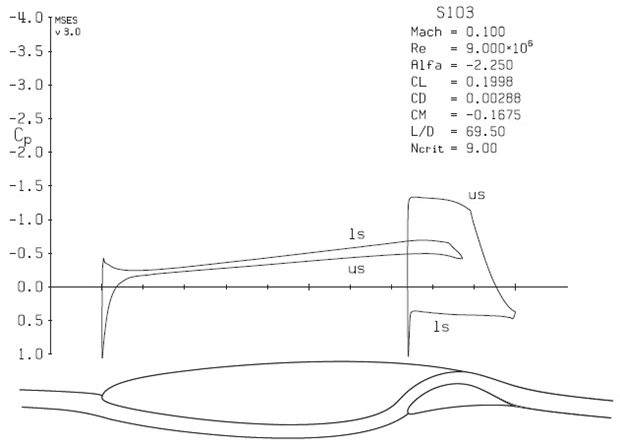 S103
MSES
v 3.0
Mach = 0.100
Re = 9.000×10⁶
Alfa = -2.250
CL = 0.1998
CD = 0.00288
CM = -0.1675
L/D = 69.50
Ncrit = 9.00
-4.0
-3.5
-3.0
-2.5
Cp
-2.0
-1.5
-1.0
-0.5
0.0
0.5
1.0
us
ls
us
ls